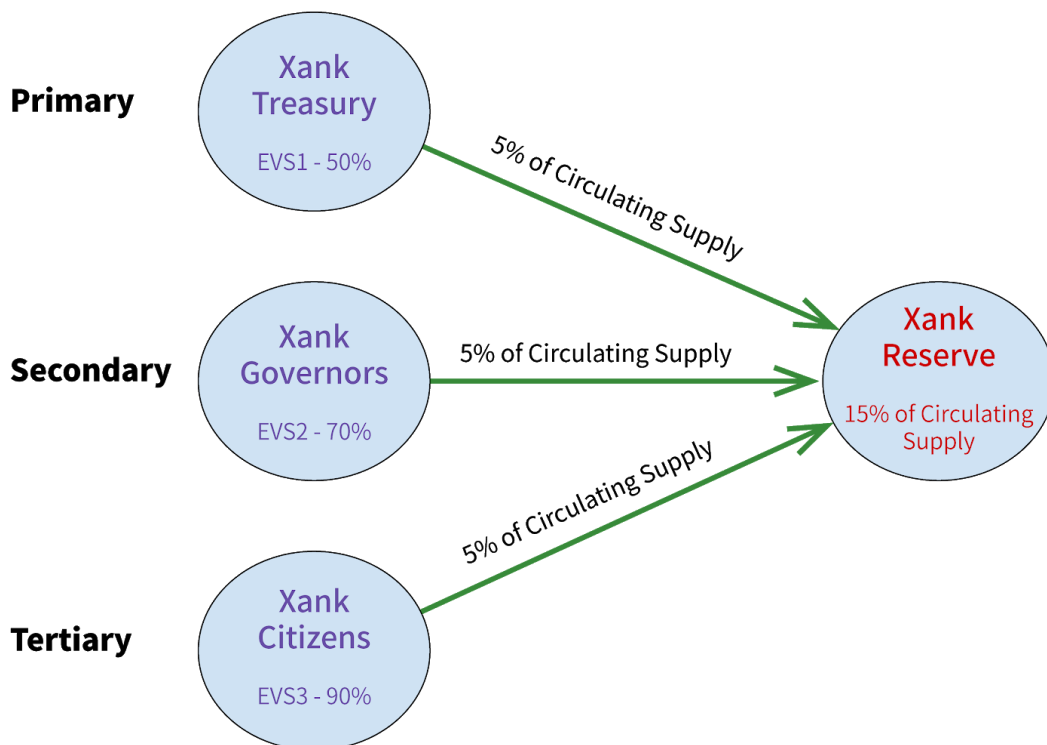 Primary
Xank
Treasury
EVS1 - 50%
5% of Circulating Supply
Secondary
Xank
Governors
EVS2 - 70%
5% of Circulating Supply
Xank
Reserve
15% of Circulating
Supply
Tertiary
Xank
Citizens
EVS3 - 90%
5% of Circulating Supply